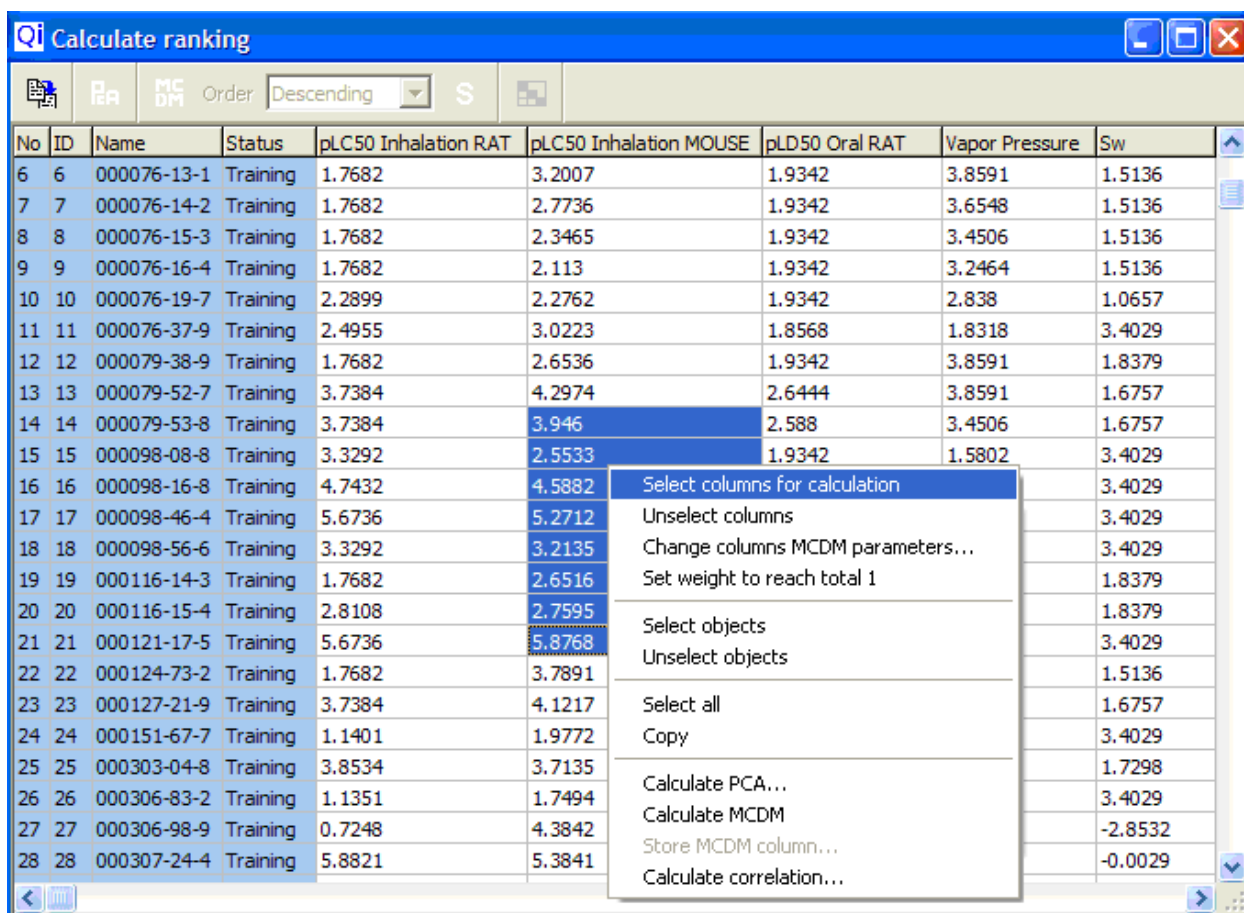 Qi Calculate ranking
PCA MCDM Order Descending S
No ID Name Status pLC50 Inhalation RAT pLC50 Inhalation MOUSE pLD50 Oral RAT Vapor Pressure Sw
6 6 000076-13-1 Training 1.7682 3.2007 1.9342 3.8591 1.5136
7 7 000076-14-2 Training 1.7682 2.7736 1.9342 3.6548 1.5136
8 8 000076-15-3 Training 1.7682 2.3465 1.9342 3.4506 1.5136
9 9 000076-16-4 Training 1.7682 2.113 1.9342 3.2464 1.5136
10 10 000076-19-7 Training 2.2899 2.2762 1.9342 2.838 1.0657
11 11 000076-37-9 Training 2.4955 3.0223 1.8568 1.8318 3.4029
12 12 000079-38-9 Training 1.7682 2.6536 1.9342 3.8591 1.8379
13 13 000079-52-7 Training 3.7384 4.2974 2.6444 3.8591 1.6757
14 14 000079-53-8 Training 3.7384 3.946 2.588 3.4506 1.6757
15 15 000098-08-8 Training 3.3292 2.5533 1.9342 1.5802 3.4029
16 16 000098-16-8 Training 4.7432 4.5882 3.4029
17 17 000098-46-4 Training 5.6736 5.2712 3.4029
18 18 000098-56-6 Training 3.3292 3.2135 3.4029
19 19 000116-14-3 Training 1.7682 2.6516 1.8379
20 20 000116-15-4 Training 2.8108 2.7595 1.8379
21 21 000121-17-5 Training 5.6736 5.8768 3.4029
22 22 000124-73-2 Training 1.7682 3.7891 1.5136
23 23 000127-21-9 Training 3.7384 4.1217 1.6757
24 24 000151-67-7 Training 1.1401 1.9772 3.4029
25 25 000303-04-8 Training 3.8534 3.7135 1.7298
26 26 000306-83-2 Training 1.1351 1.7494 3.4029
27 27 000306-98-9 Training 0.7248 4.3842 -2.8532
28 28 000307-24-4 Training 5.8821 5.3841 -0.0029
Select columns for calculation
Unselect columns
Change columns MCDM parameters...
Set weight to reach total 1
Select objects
Unselect objects
Select all
Copy
Calculate PCA...
Calculate MCDM
Store MCDM column...
Calculate correlation...